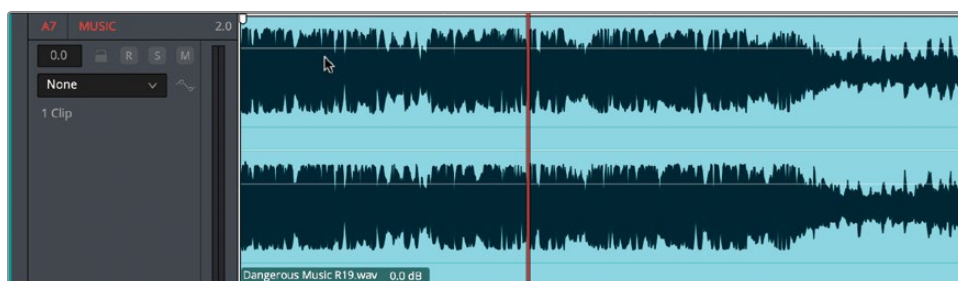 A7 MUSIC 2.0
0.0 R S M
None
1 Clip
Dangerous Music R19.wav 0.0 dB